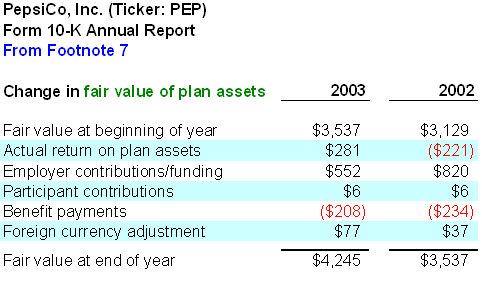 PepsiCo, Inc. (Ticker: PEP)
Form 10-K Annual Report
From Footnote 7
Change in fair value of plan assets 2003 2002
Fair value at beginning of year $3,537 $3,129
Actual return on plan assets $281 ($221)
Employer contributions/funding $552 $820
Participant contributions $6 $6
Benefit payments ($208) ($234)
Foreign currency adjustment $77 $37
Fair value at end of year $4,245 $3,537